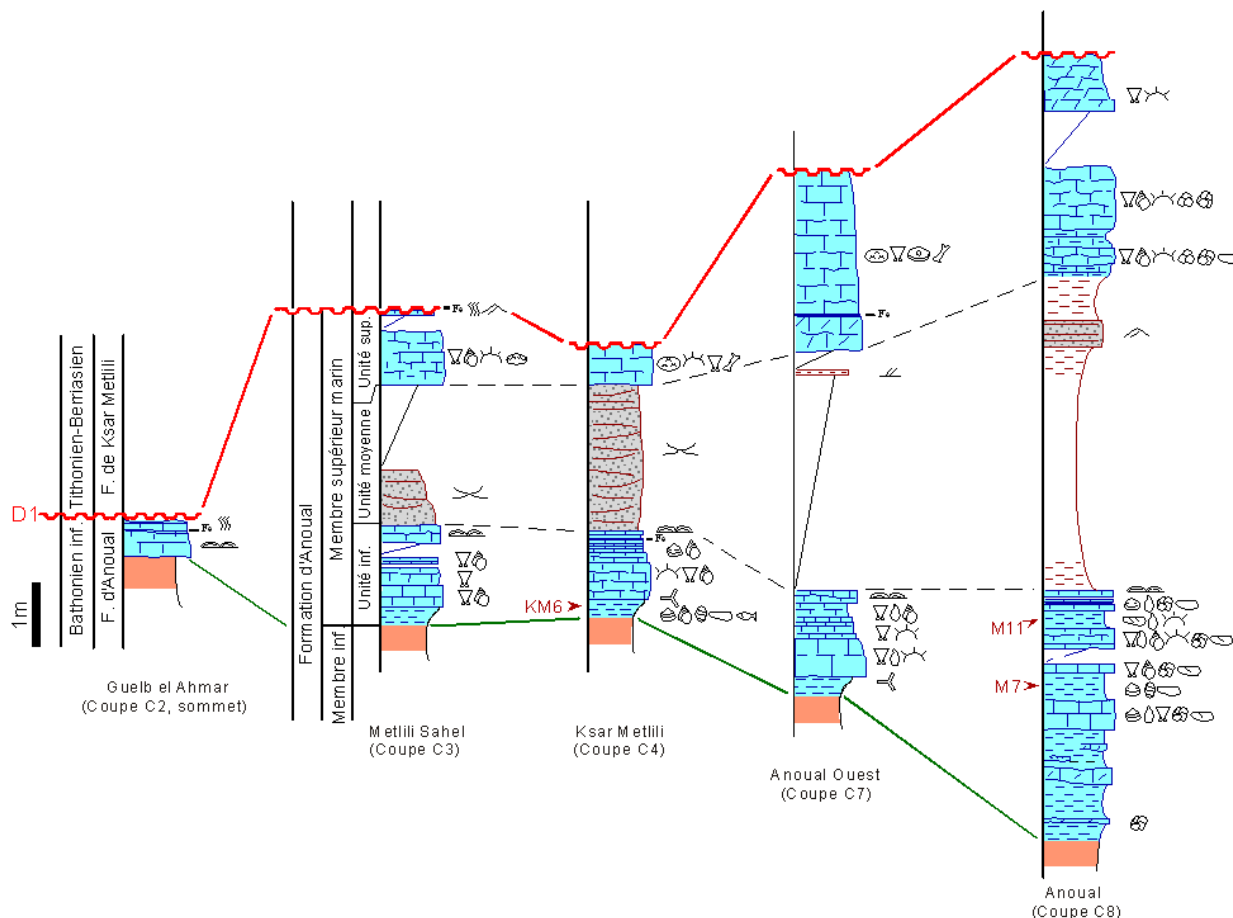 D1
1m
Bathonien inf.
Tithonien-Berriasien
F. d'Anoual
F. de Ksar Metlili
Fe
Guelb el Ahmar
(Coupe C2, sommet)
Formation d'Anoual
Membre inf.
Membre supérieur marin
Unité inf.
Unité moyenne
Unité sup.
Fe
Metlili Sahel
(Coupe C3)
KM6
Fe
Ksar Metlili
(Coupe C4)
Fe
Anoual Ouest
(Coupe C7)
M11
M7
Anoual
(Coupe C8)